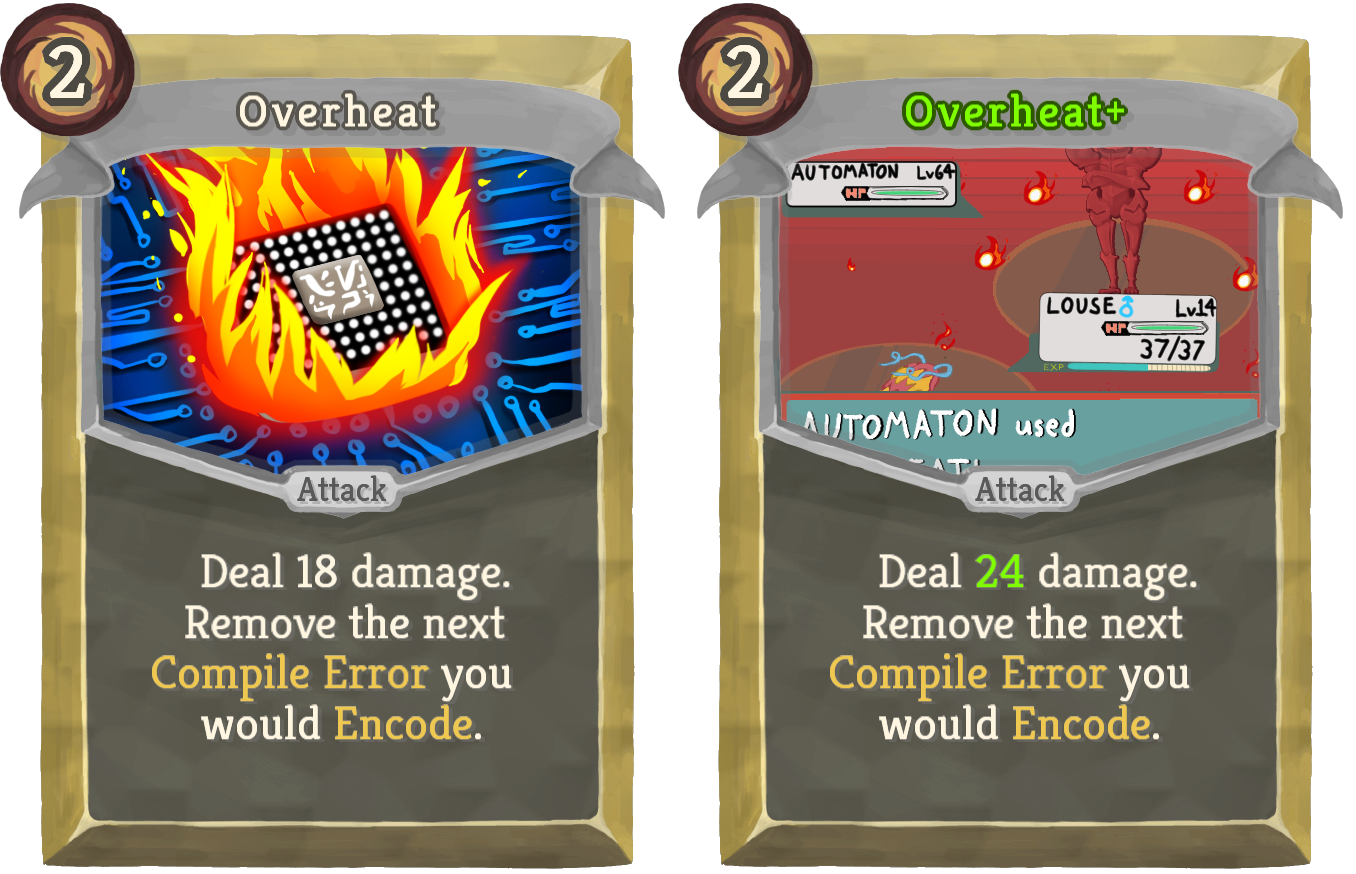 2
Overheat
Attack
Deal 18 damage.
Remove the next
Compile Error you
would Encode.
2
Overheat+
AUTOMATON Lv64
HP
LOUSE♂ Lv14
HP
37/37
EXP
AUTOMATON used
Attack
Deal 24 damage.
Remove the next
Compile Error you
would Encode.